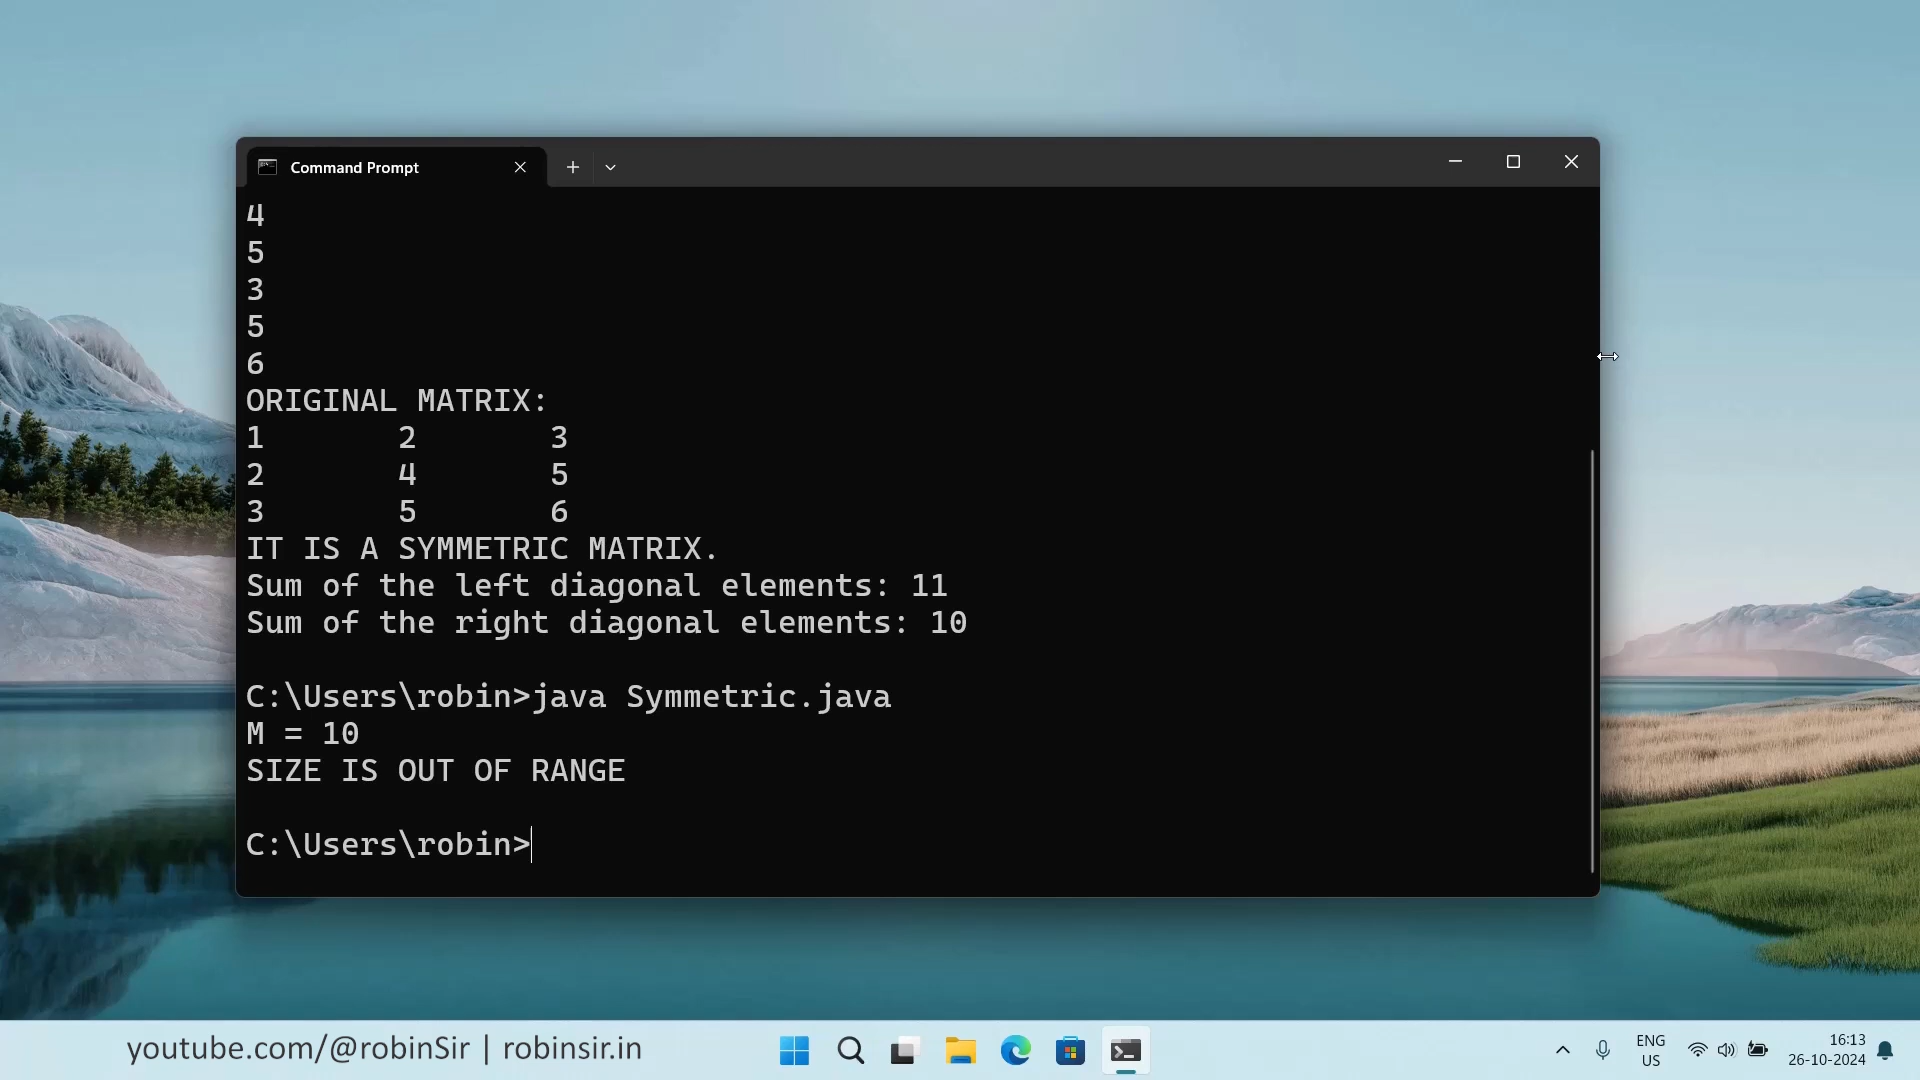 Command Prompt
4
5
3
5
6
ORIGINAL MATRIX:
1 2 3
2 4 5
3 5 6
IT IS A SYMMETRIC MATRIX.
Sum of the left diagonal elements: 11
Sum of the right diagonal elements: 10
C:\Users\robin>java Symmetric.java
M = 10
SIZE IS OUT OF RANGE
C:\Users\robin>
youtube.com/@robinSir | robinsir.in
ENG
US
16:13
26-10-2024